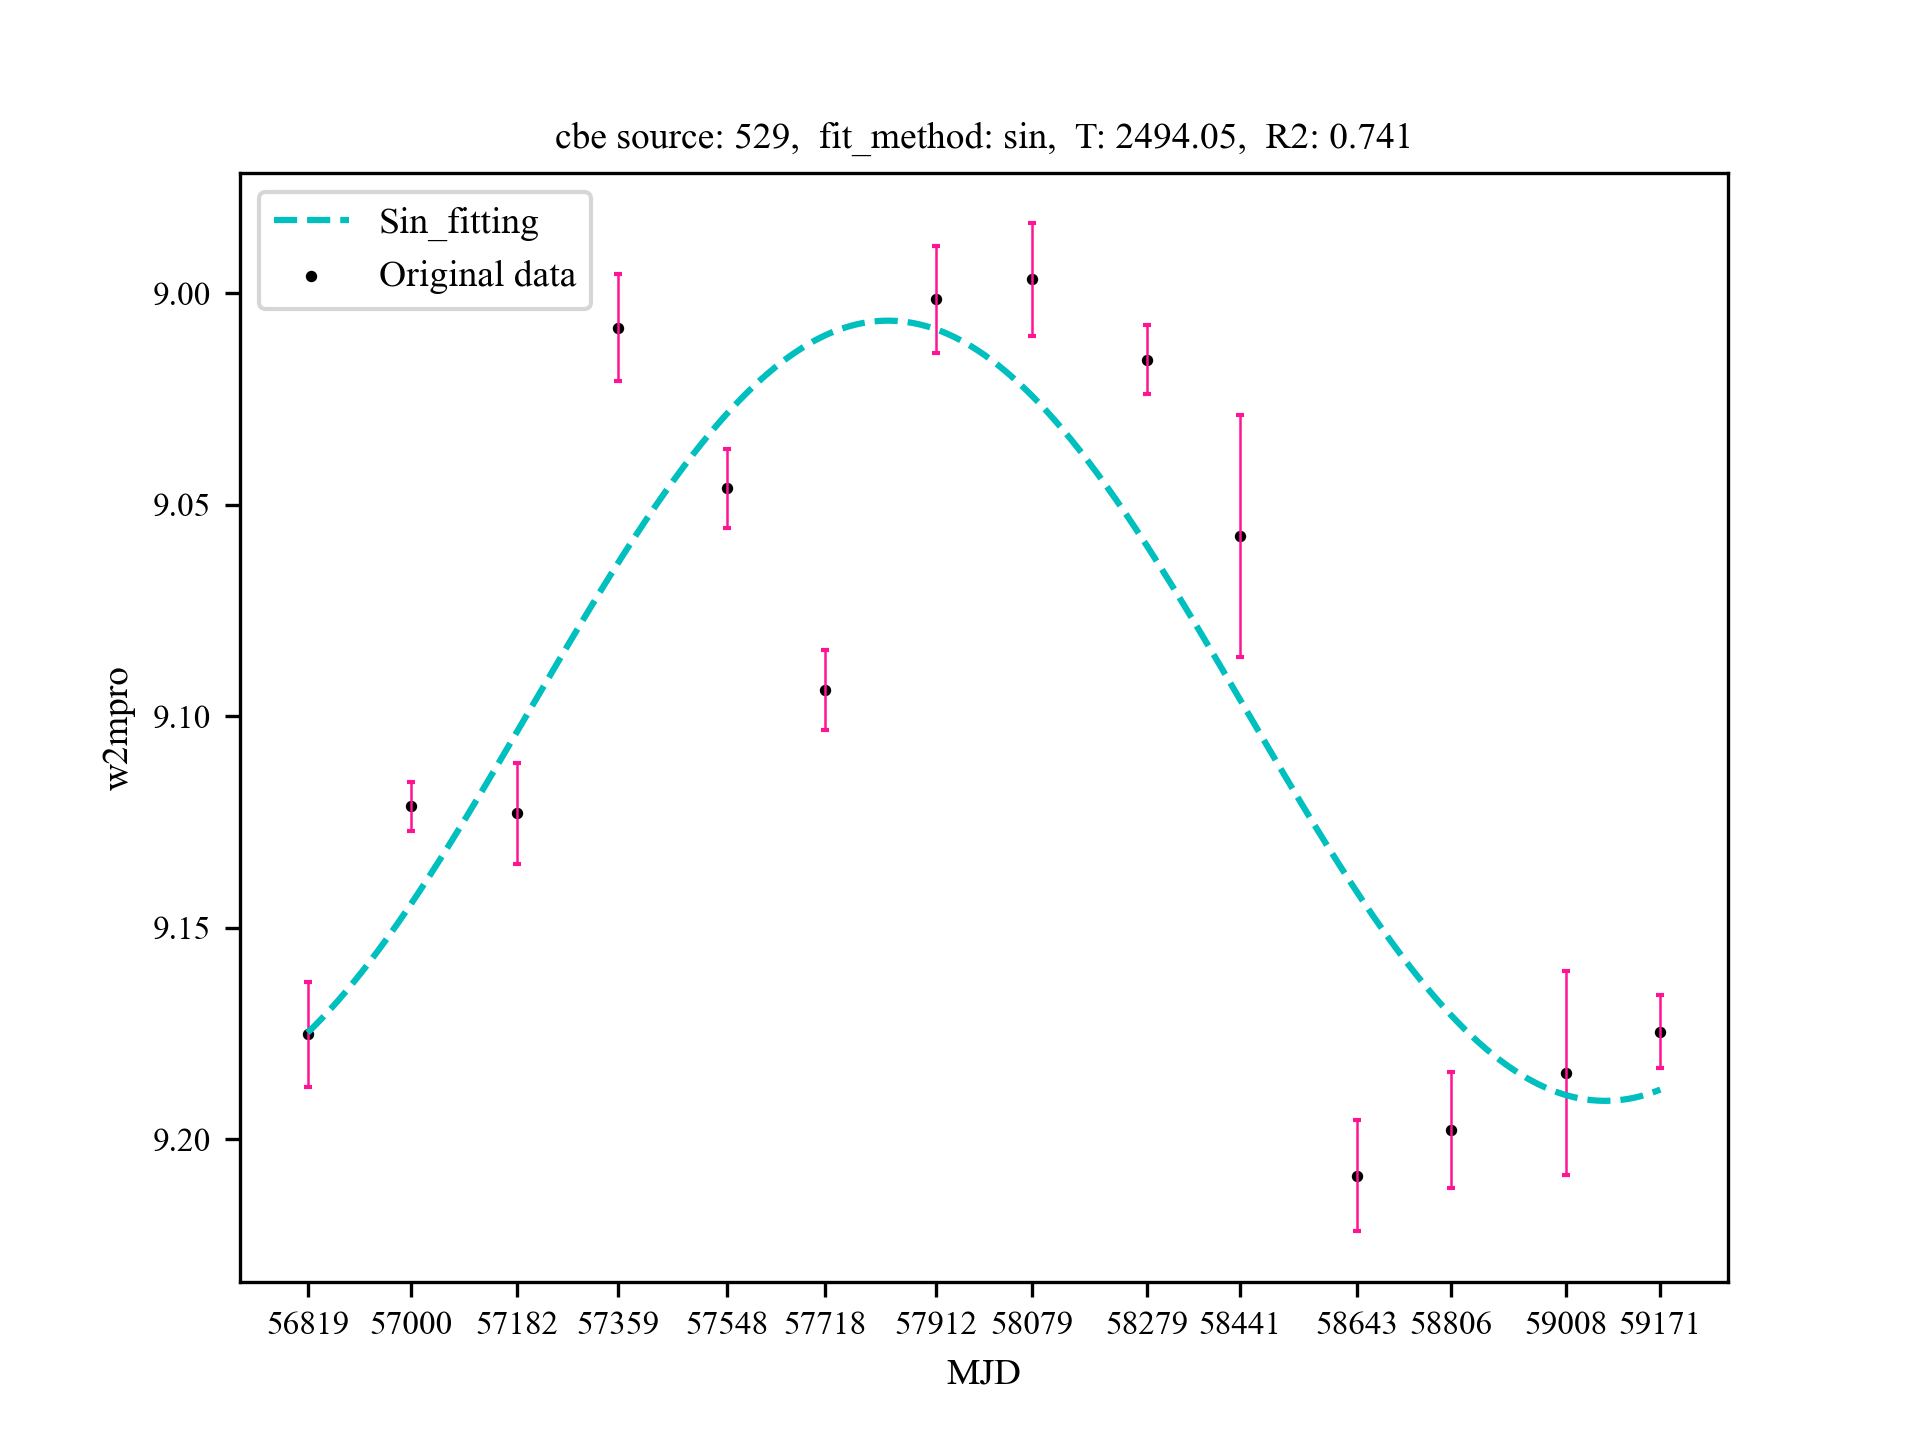 cbe source: 529,  fit_method: sin,  T: 2494.05,  R2: 0.741
Sin_fitting
Original data
9.00
9.05
9.10
9.15
9.20
w2mpro
56819 57000 57182 57359 57548 57718 57912 58079 58279 58441 58643 58806 59008 59171
MJD